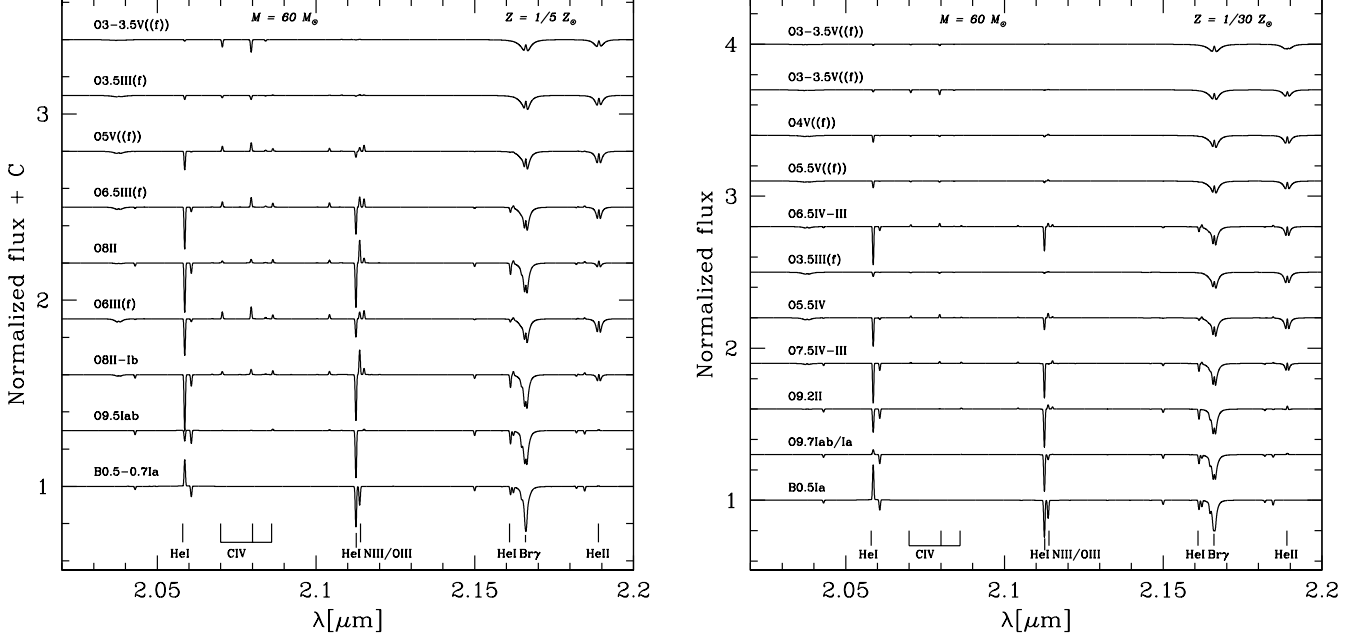 M = 60 M⊙ Z = 1/5 Z⊙
O3-3.5V((f))
O3.5III(f)
O5V((f))
O6.5III(f)
O8II
O6III(f)
O8II-Ib
O9.5Iab
B0.5-0.7Ia
3
2
1
Normalized flux + C
HeI CIV HeI NIII/OIII HeI Brγ HeII
2.05 2.1 2.15 2.2
λ[μm]
M = 60 M⊙ Z = 1/30 Z⊙
O3-3.5V((f))
O3-3.5V((f))
O4V((f))
O5.5V((f))
O6.5IV-III
O3.5III(f)
O5.5IV
O7.5IV-III
O9.2II
O9.7Iab/Ia
B0.5Ia
4
3
2
1
Normalized flux
HeI CIV HeI NIII/OIII HeI Brγ HeII
2.05 2.1 2.15 2.2
λ[μm]